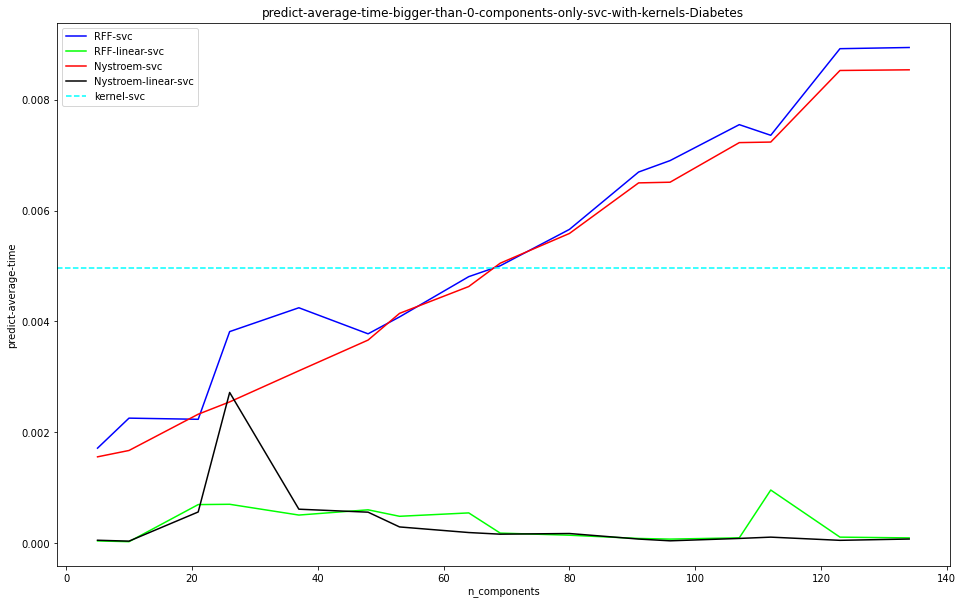 predict-average-time-bigger-than-0-components-only-svc-with-kernels-Diabetes
RFF-svc
RFF-linear-svc
Nystroem-svc
Nystroem-linear-svc
kernel-svc
predict-average-time
0.008
0.006
0.004
0.002
0.000
0 20 40 60 80 100 120 140
n_components